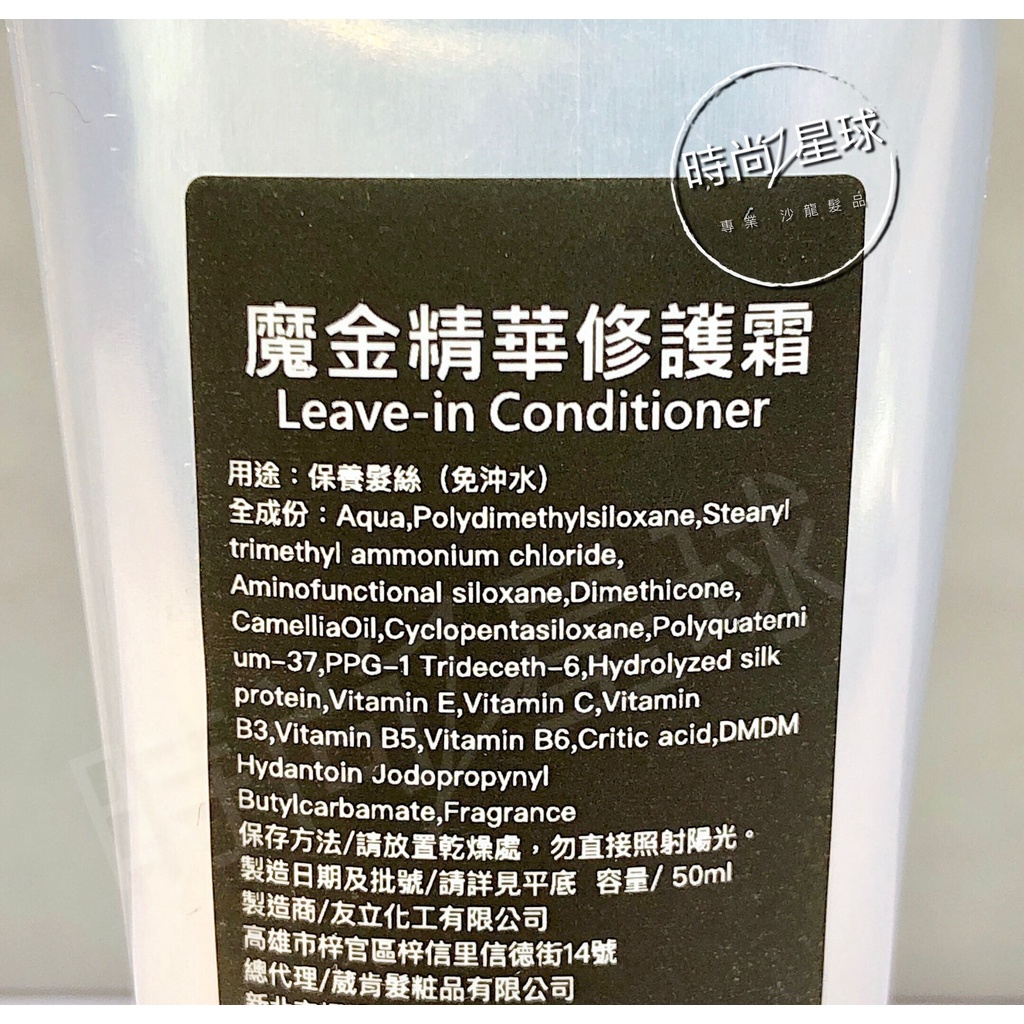 時尚星球
專業 沙龍髮品
魔金精華修護霜
Leave-in Conditioner
用途：保養髮絲（免沖水）
全成份：Aqua,Polydimethylsiloxane,Stearyl
trimethyl ammonium chloride,
Aminofunctional siloxane,Dimethicone,
CamelliaOil,Cyclopentasiloxane,Polyquaterni
um-37,PPG-1 Trideceth-6,Hydrolyzed silk
protein,Vitamin E,Vitamin C,Vitamin
B3,Vitamin B5,Vitamin B6,Critic acid,DMDM
Hydantoin Jodopropynyl
Butylcarbamate,Fragrance
保存方法/請放置乾燥處，勿直接照射陽光。
製造日期及批號/請詳見平底 容量/ 50ml
製造商/友立化工有限公司
高雄市梓官區梓信里信德街14號
總代理/葳肯髮粧品有限公司